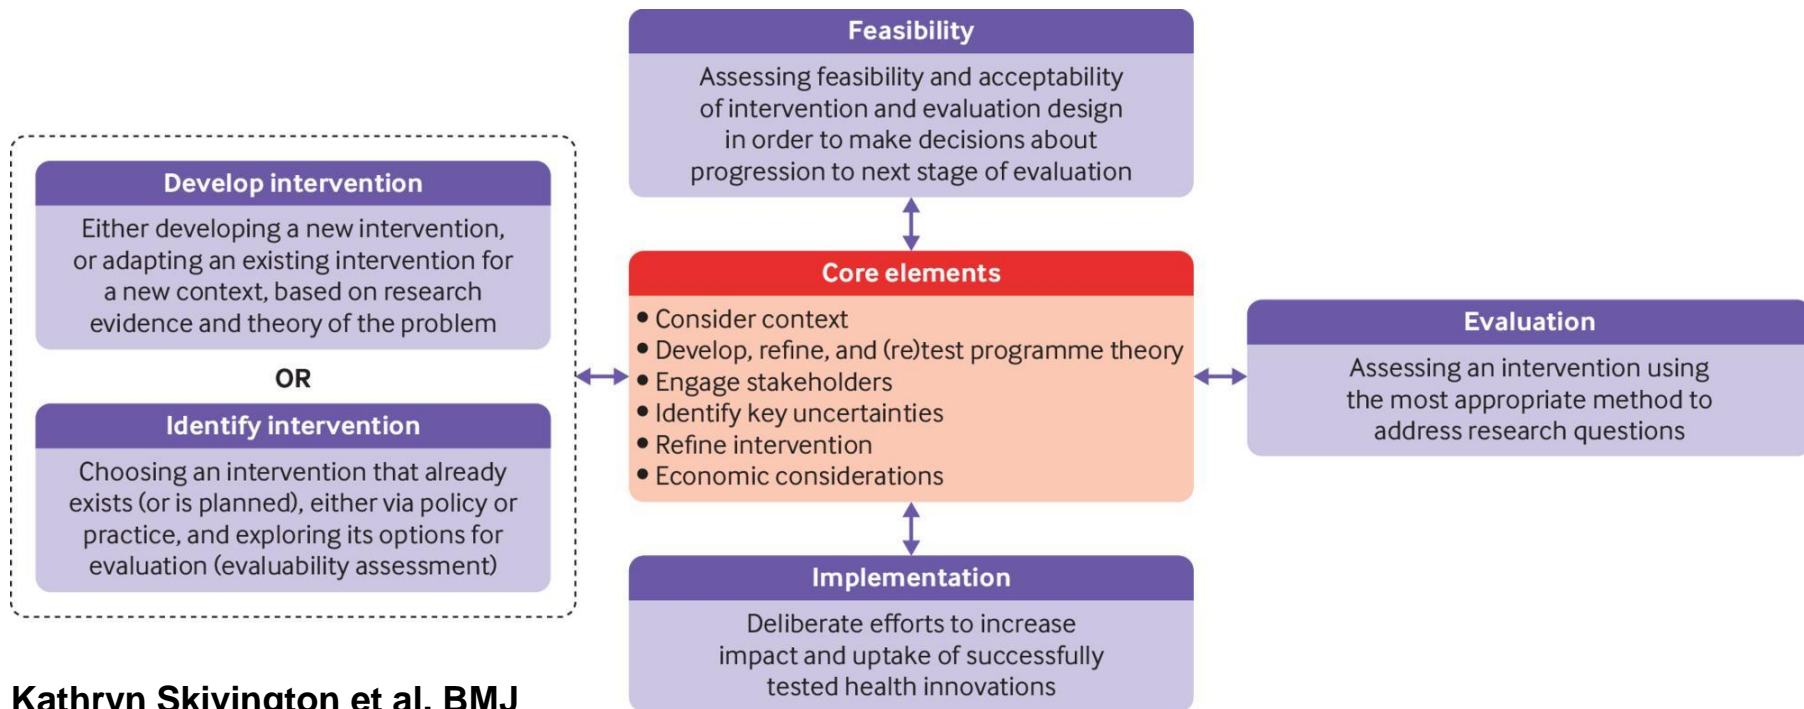 Feasibility
Assessing feasibility and acceptability
of intervention and evaluation design
in order to make decisions about
progression to next stage of evaluation
Develop intervention
Either developing a new intervention,
or adapting an existing intervention for
a new context, based on research
evidence and theory of the problem
OR
Identify intervention
Choosing an intervention that already
exists (or is planned), either via policy or
practice, and exploring its options for
evaluation (evaluability assessment)
Core elements
• Consider context
• Develop, refine, and (re)test programme theory
• Engage stakeholders
• Identify key uncertainties
• Refine intervention
• Economic considerations
Evaluation
Assessing an intervention using
the most appropriate method to
address research questions
Implementation
Deliberate efforts to increase
impact and uptake of successfully
tested health innovations
Kathryn Skivington et al. BMJ